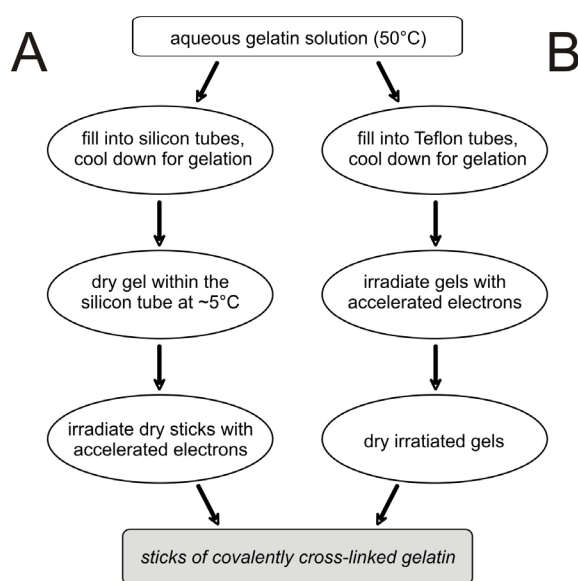 A
B
aqueous gelatin solution (50°C)
fill into silicon tubes,
cool down for gelation
fill into Teflon tubes,
cool down for gelation
dry gel within the
silicon tube at ~5°C
irradiate gels with
accelerated electrons
irradiate dry sticks with
accelerated electrons
dry irratiated gels
sticks of covalently cross-linked gelatin